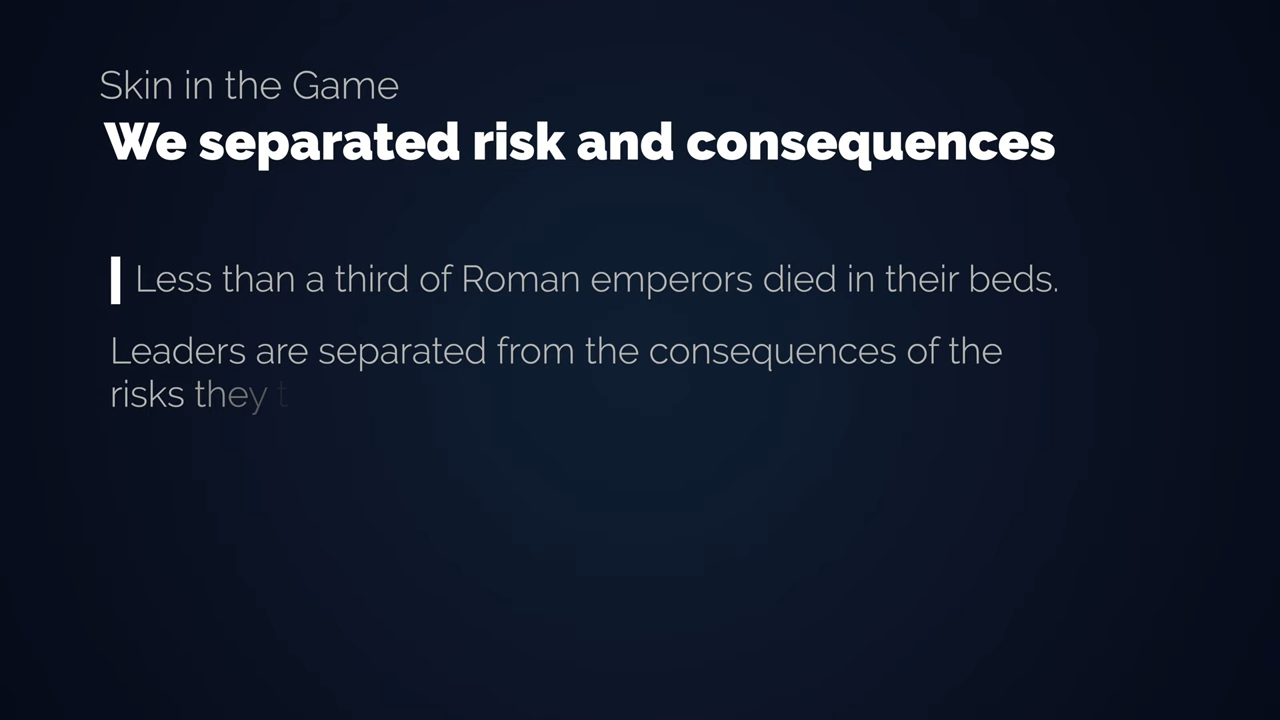 Skin in the Game
We separated risk and consequences
Less than a third of Roman emperors died in their beds.
Leaders are separated from the consequences of the
risks they t